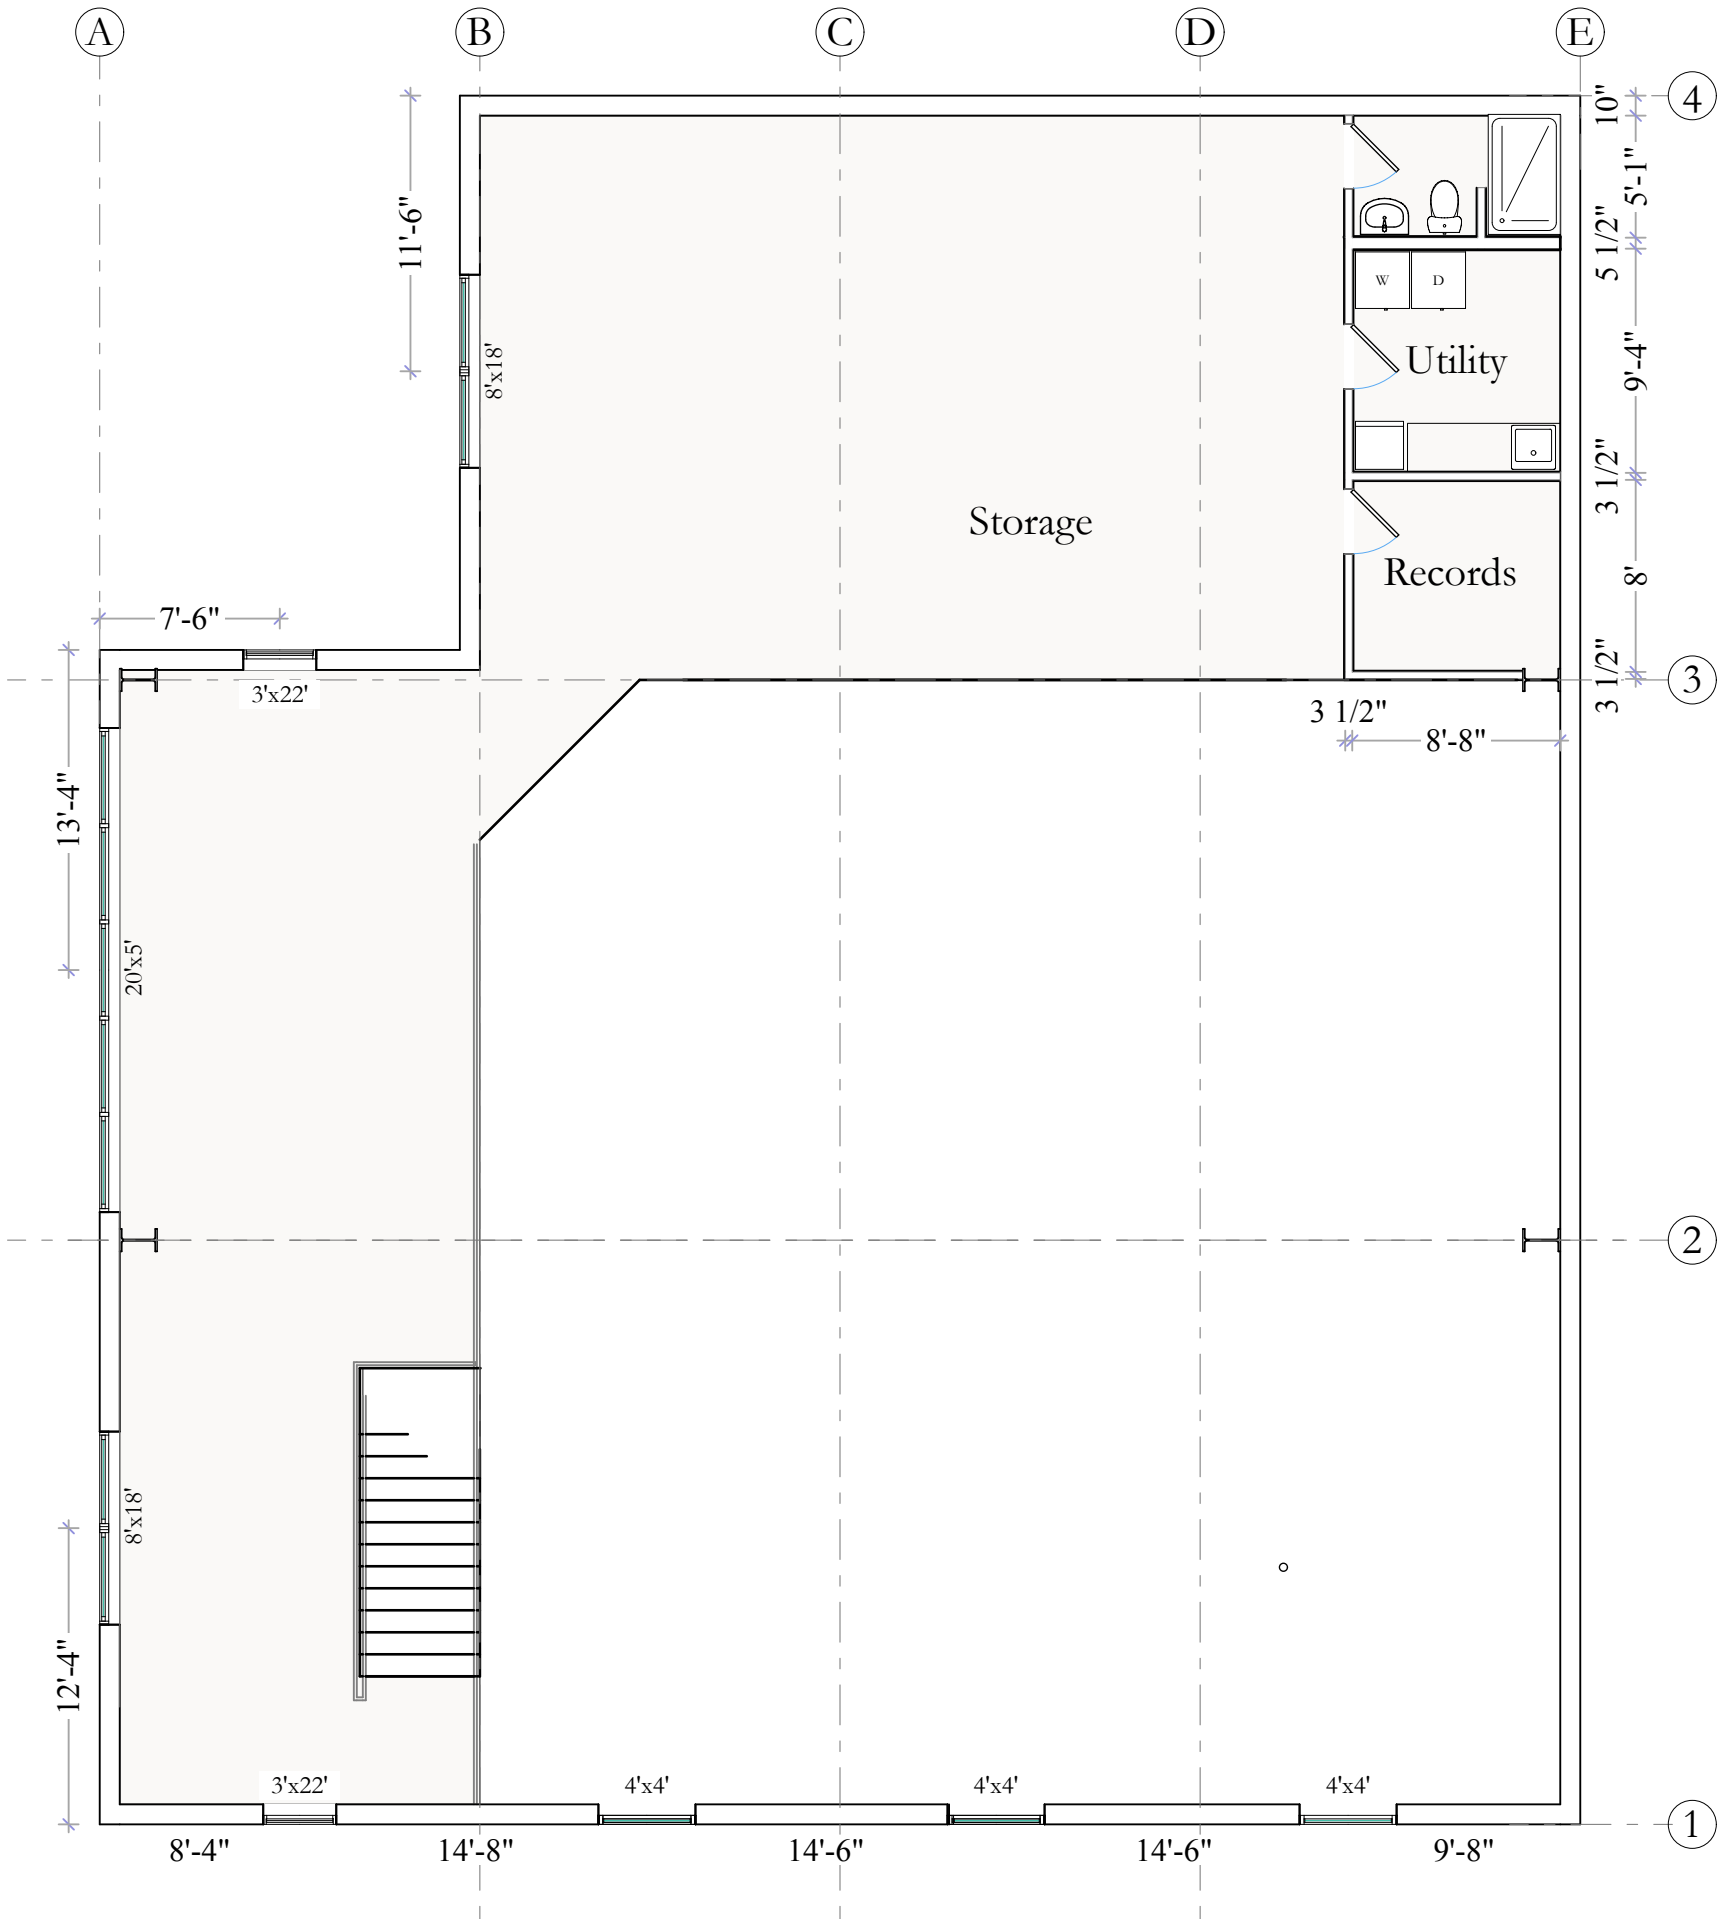 A
B
C
D
E
4
10"
5'-1"
11'-6"
5 1/2"
W
D
8'x18'
Utility
9'-4"
3 1/2"
Storage
Records
8'
7'-6"
3'x22'
3 1/2"
3
3 1/2"
8'-8"
13'-4"
20'x5'
2
8'x18'
12'-4"
3'x22'
4'x4'
4'x4'
4'x4'
1
8'-4"
14'-8"
14'-6"
14'-6"
9'-8"